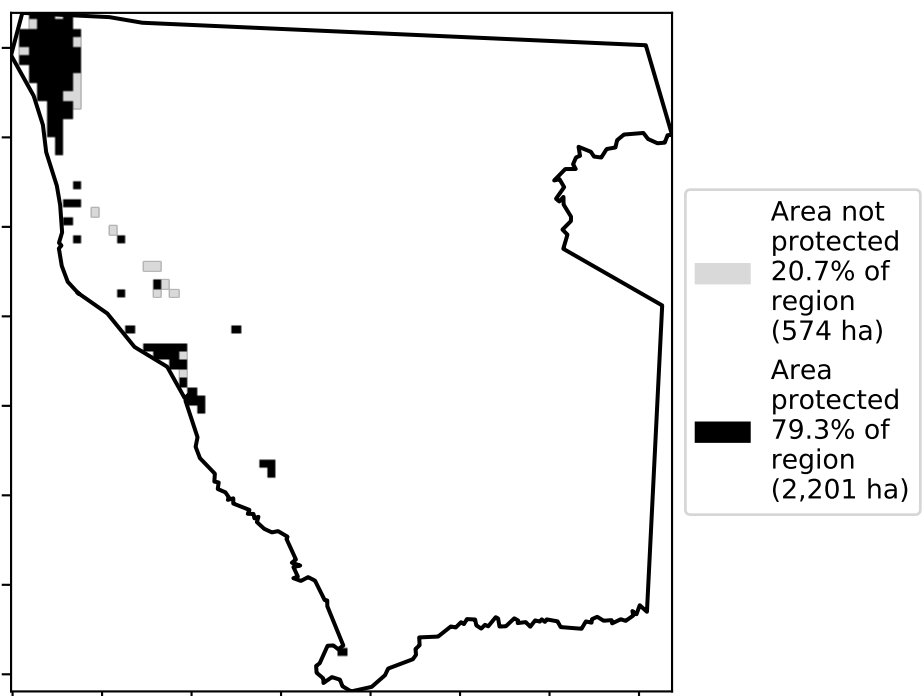 Area not
protected
20.7% of
region
(574 ha)
Area
protected
79.3% of
region
(2,201 ha)